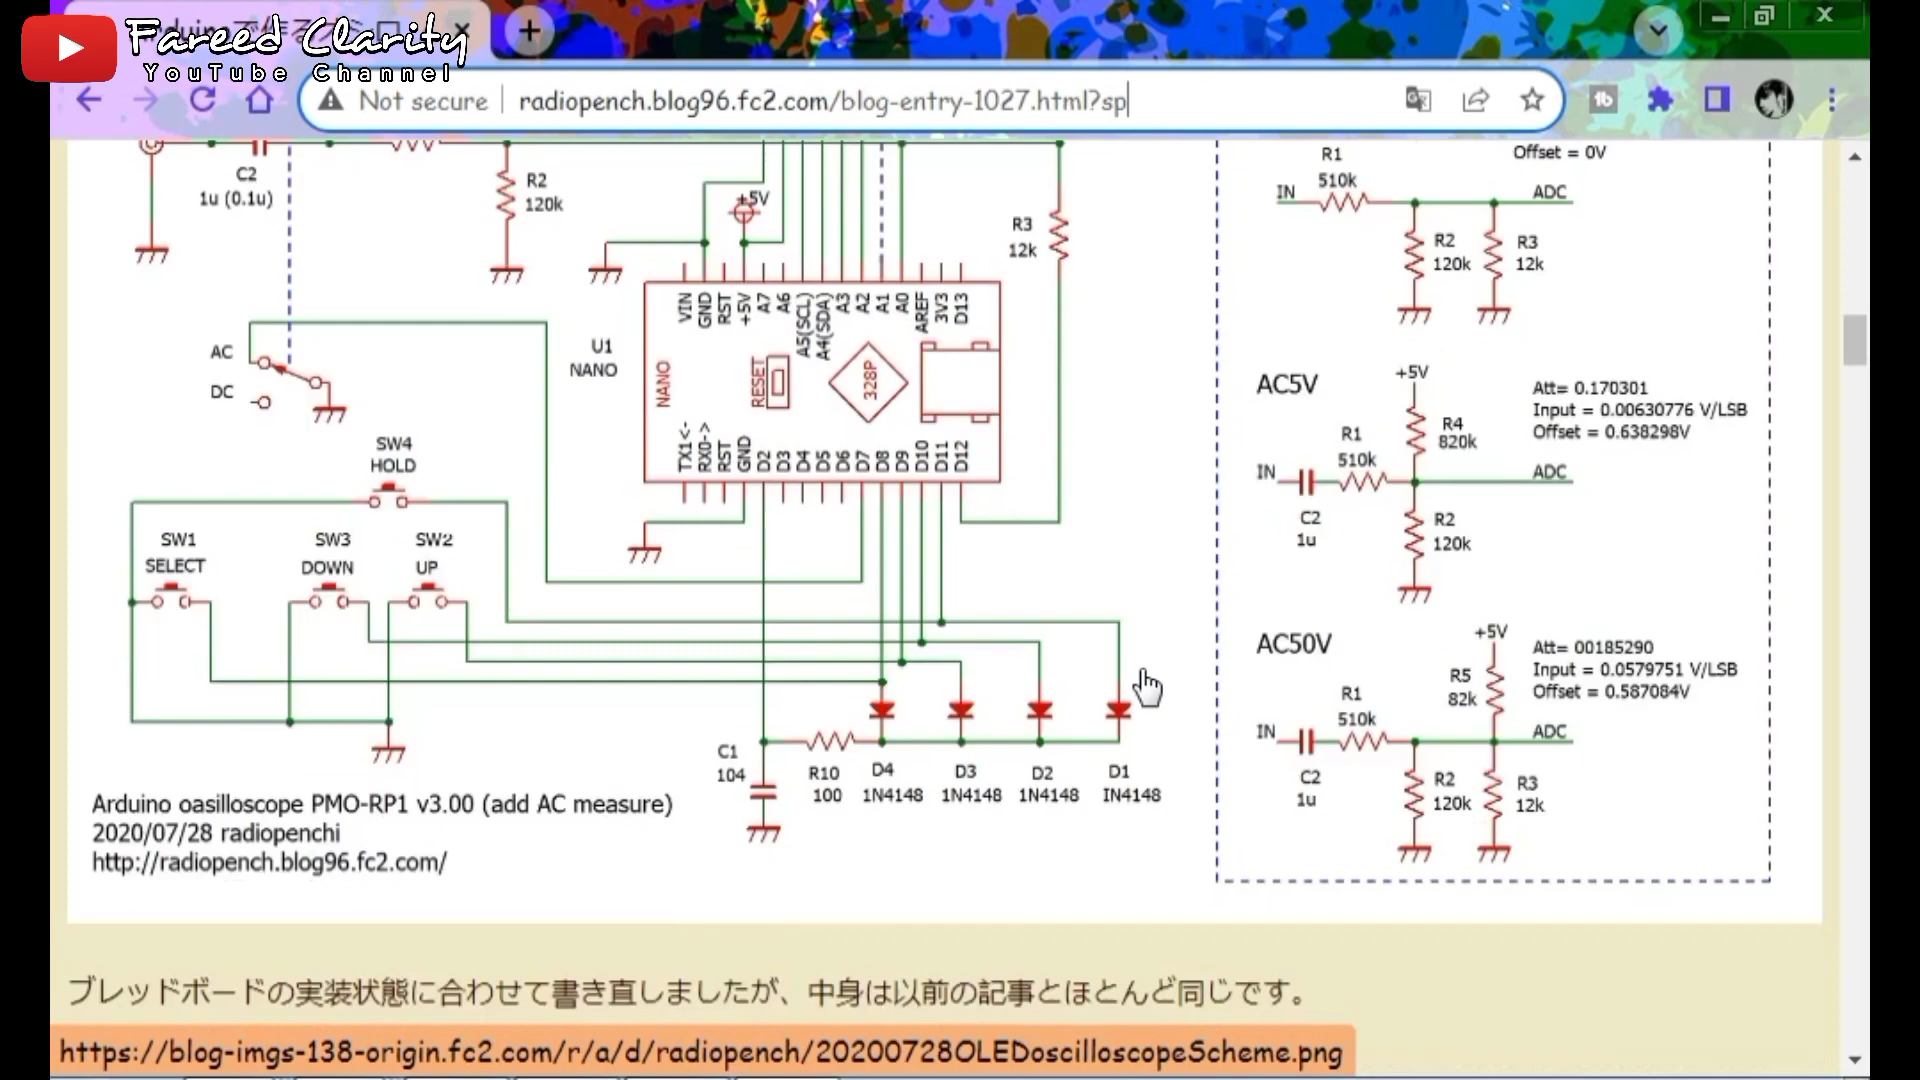 Fareed Clarity
YouTube Channel
Not secure
radiopench.blog96.fc2.com/blog-entry-1027.html?sp
C2
1u (0.1u)
R2
120k
+5V
R3
12k
VIN
GND
RST
+5V
A7
A6
A5(SCL)
A4(SDA)
A3
A2
A1
A0
AREF
3V3
D13
U1
NANO
NANO
RESET
328P
TX1<-
RX0->
RST
GND
D2
D3
D4
D5
D6
D7
D8
D9
D10
D11
D12
AC
DC
SW4
HOLD
SW1
SELECT
SW3
DOWN
SW2
UP
C1
104
R10
100
D4
1N4148
D3
1N4148
D2
1N4148
D1
IN4148
Arduino oasilloscope PMO-RP1 v3.00 (add AC measure)
2020/07/28 radiopenchi
http://radiopench.blog96.fc2.com/
Offset = 0V
R1
510k
IN
ADC
R2
120k
R3
12k
AC5V
+5V
Att= 0.170301
Input = 0.00630776 V/LSB
Offset = 0.638298V
R4
820k
R1
510k
IN
ADC
C2
1u
R2
120k
AC50V
+5V
Att= 00185290
Input = 0.0579751 V/LSB
Offset = 0.587084V
R5
82k
R1
510k
IN
ADC
C2
1u
R2
120k
R3
12k
ブレッドボードの実装状態に合わせて書き直しましたが、中身は以前の記事とほとんど同じです。
https://blog-imgs-138-origin.fc2.com/r/a/d/radiopench/20200728OLEDoscilloscopeScheme.png